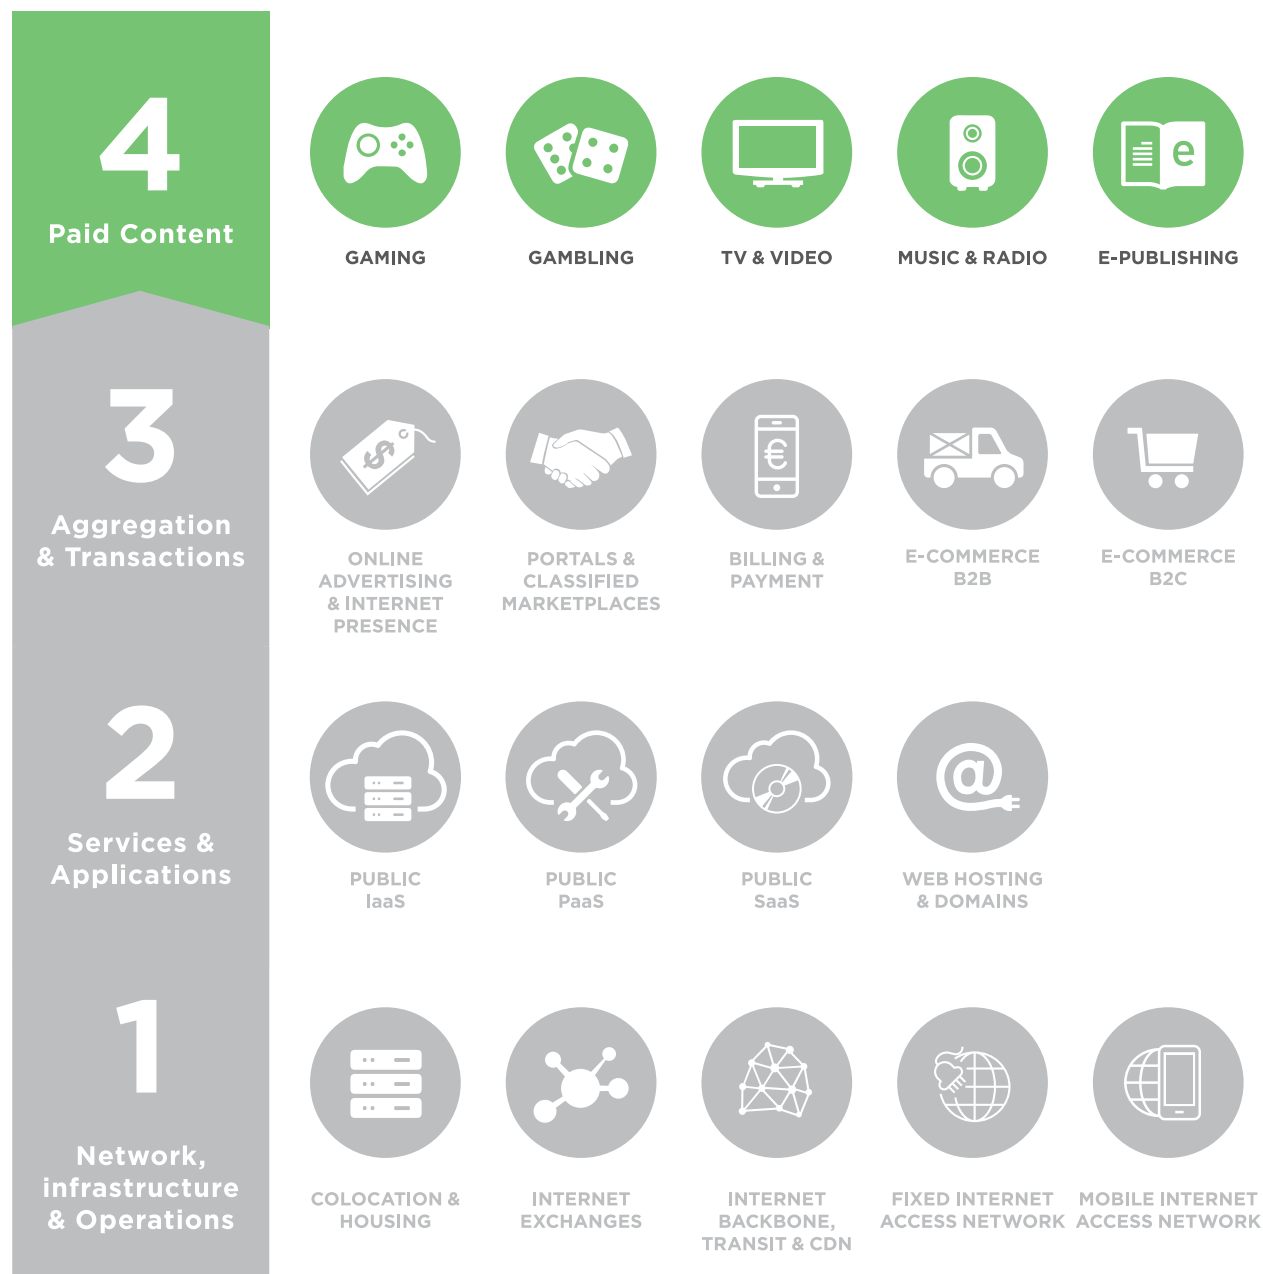 4
Paid Content
GAMING
GAMBLING
TV & VIDEO
MUSIC & RADIO
e
E-PUBLISHING
3
Aggregation
& Transactions
$
ONLINE
ADVERTISING
& INTERNET
PRESENCE
PORTALS &
CLASSIFIED
MARKETPLACES
€
BILLING &
PAYMENT
E-COMMERCE
B2B
E-COMMERCE
B2C
2
Services &
Applications
PUBLIC
IaaS
PUBLIC
PaaS
PUBLIC
SaaS
@
WEB HOSTING
& DOMAINS
1
Network,
infrastructure
& Operations
COLOCATION &
HOUSING
INTERNET
EXCHANGES
INTERNET
BACKBONE,
TRANSIT & CDN
FIXED INTERNET
ACCESS NETWORK
MOBILE INTERNET
ACCESS NETWORK